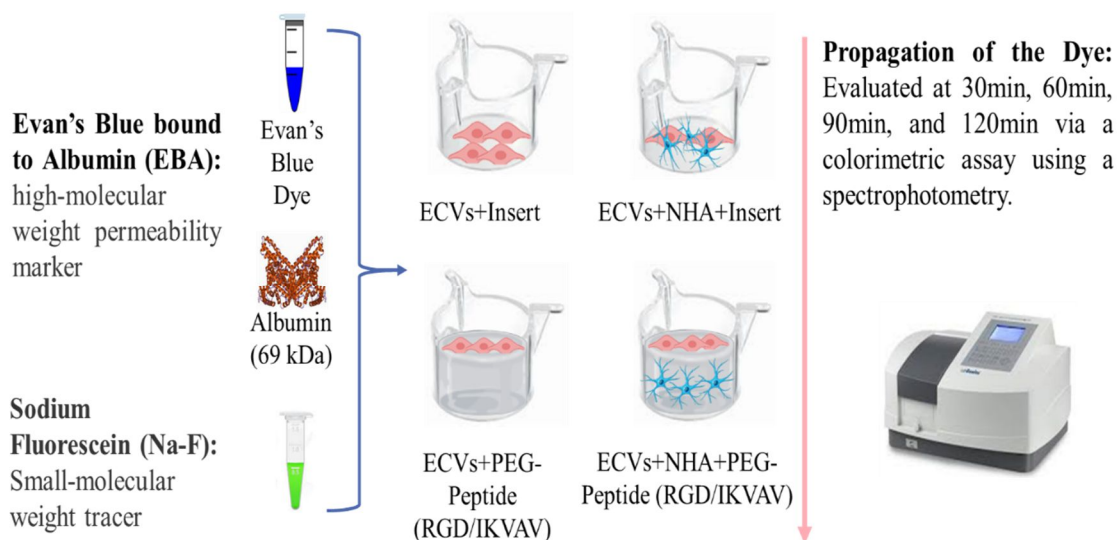 Evan's Blue bound
to Albumin (EBA):
high-molecular
weight permeability
marker
Sodium
Fluorescein (Na-F):
Small-molecular
weight tracer
Evan's
Blue
Dye
Albumin
(69 kDa)
ECVs+Insert
ECVs+NHA+Insert
ECVs+PEG-
Peptide
(RGD/IKVAV)
ECVs+NHA+PEG-
Peptide (RGD/IKVAV)
Propagation of the Dye:
Evaluated at 30min, 60min,
90min, and 120min via a
colorimetric assay using a
spectrophotometry.